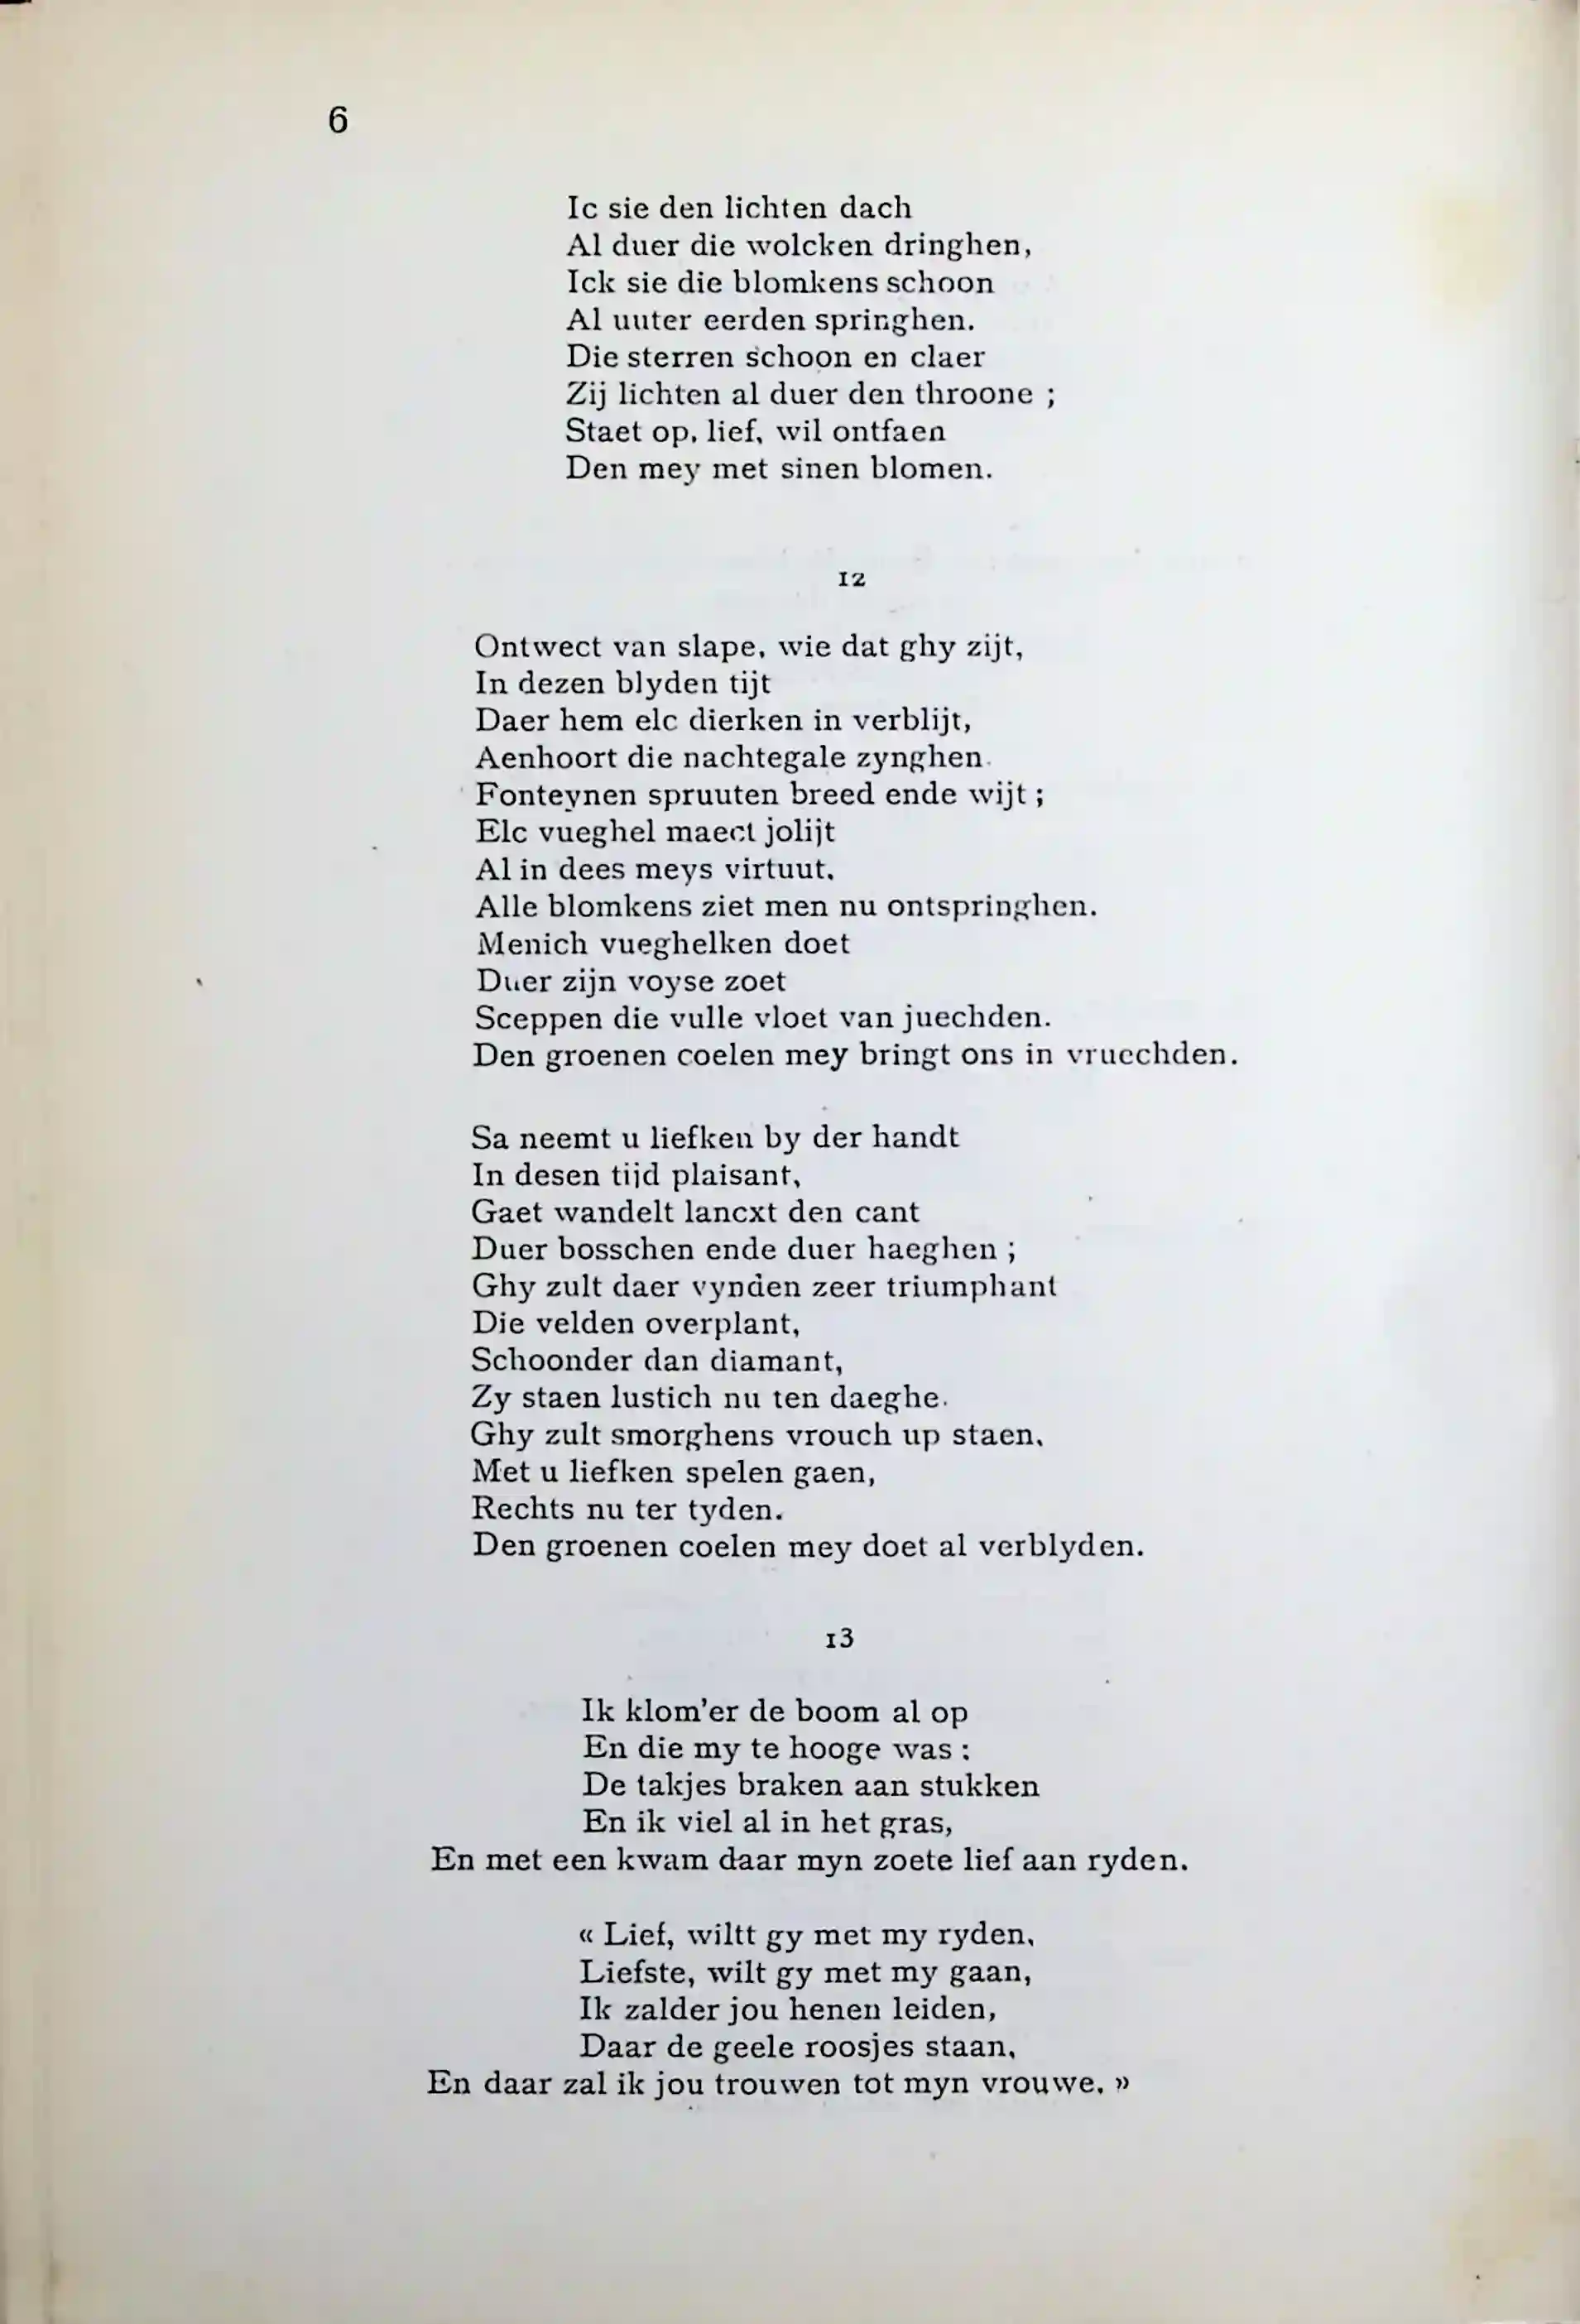 6
Ic sie den lichten dach
Al duer die wolcken dringhen,
Ick sie die blomkens schoon
Al uuter eerden springhen.
Die sterren schoon en claer
Zij lichten al duer den throone ;
Staet op, lief, wil ontfaen
Den mey met sinen blomen.
12
Ontwect van slape, wie dat ghy zijt,
In dezen blyden tijt
Daer hem elc dierken in verblijt,
Aenhoort die nachtegale zynghen.
Fonteynen spruuten breed ende wijt ;
Elc vueghel maect jolijt
Al in dees meys virtuut,
Alle blomkens ziet men nu ontspringhen.
Menich vueghelken doet
Duer zijn voyse zoet
Sceppen die vulle vloet van juechden.
Den groenen coelen mey bringt ons in vruechden.
Sa neemt u liefken by der handt
In desen tijd plaisant,
Gaet wandelt lancxt den cant
Duer bosschen ende duer haeghen ;
Ghy zult daer vynden zeer triumphant
Die velden overplant,
Schoonder dan diamant,
Zy staen lustich nu ten daeghe.
Ghy zult smorghens vrouch up staen,
Met u liefken spelen gaen,
Rechts nu ter tyden.
Den groenen coelen mey doet al verblyden.
13
Ik klom'er de boom al op
En die my te hooge was :
De takjes braken aan stukken
En ik viel al in het gras,
En met een kwam daar myn zoete lief aan ryden.
« Lief, wiltt gy met my ryden,
Liefste, wilt gy met my gaan,
Ik zalder jou henen leiden,
Daar de geele roosjes staan,
En daar zal ik jou trouwen tot myn vrouwe. »